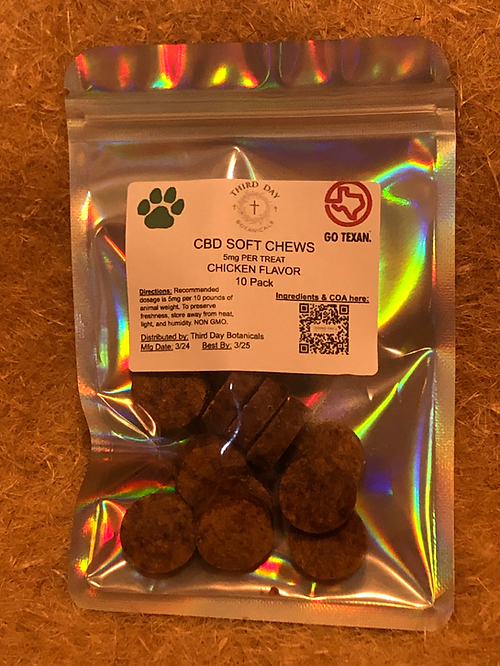 THIRD DAY
BOTANICALS
GO TEXAN.
CBD SOFT CHEWS
5mg PER TREAT
CHICKEN FLAVOR
10 Pack
Directions: Recommended
dosage is 5mg per 10 pounds of
animal weight. To preserve
freshness, store away from heat,
light, and humidity. NON GMO.
Ingredients & COA here:
Distributed by: Third Day Botanicals
Mfg Date: 3/24 Best By: 3/25